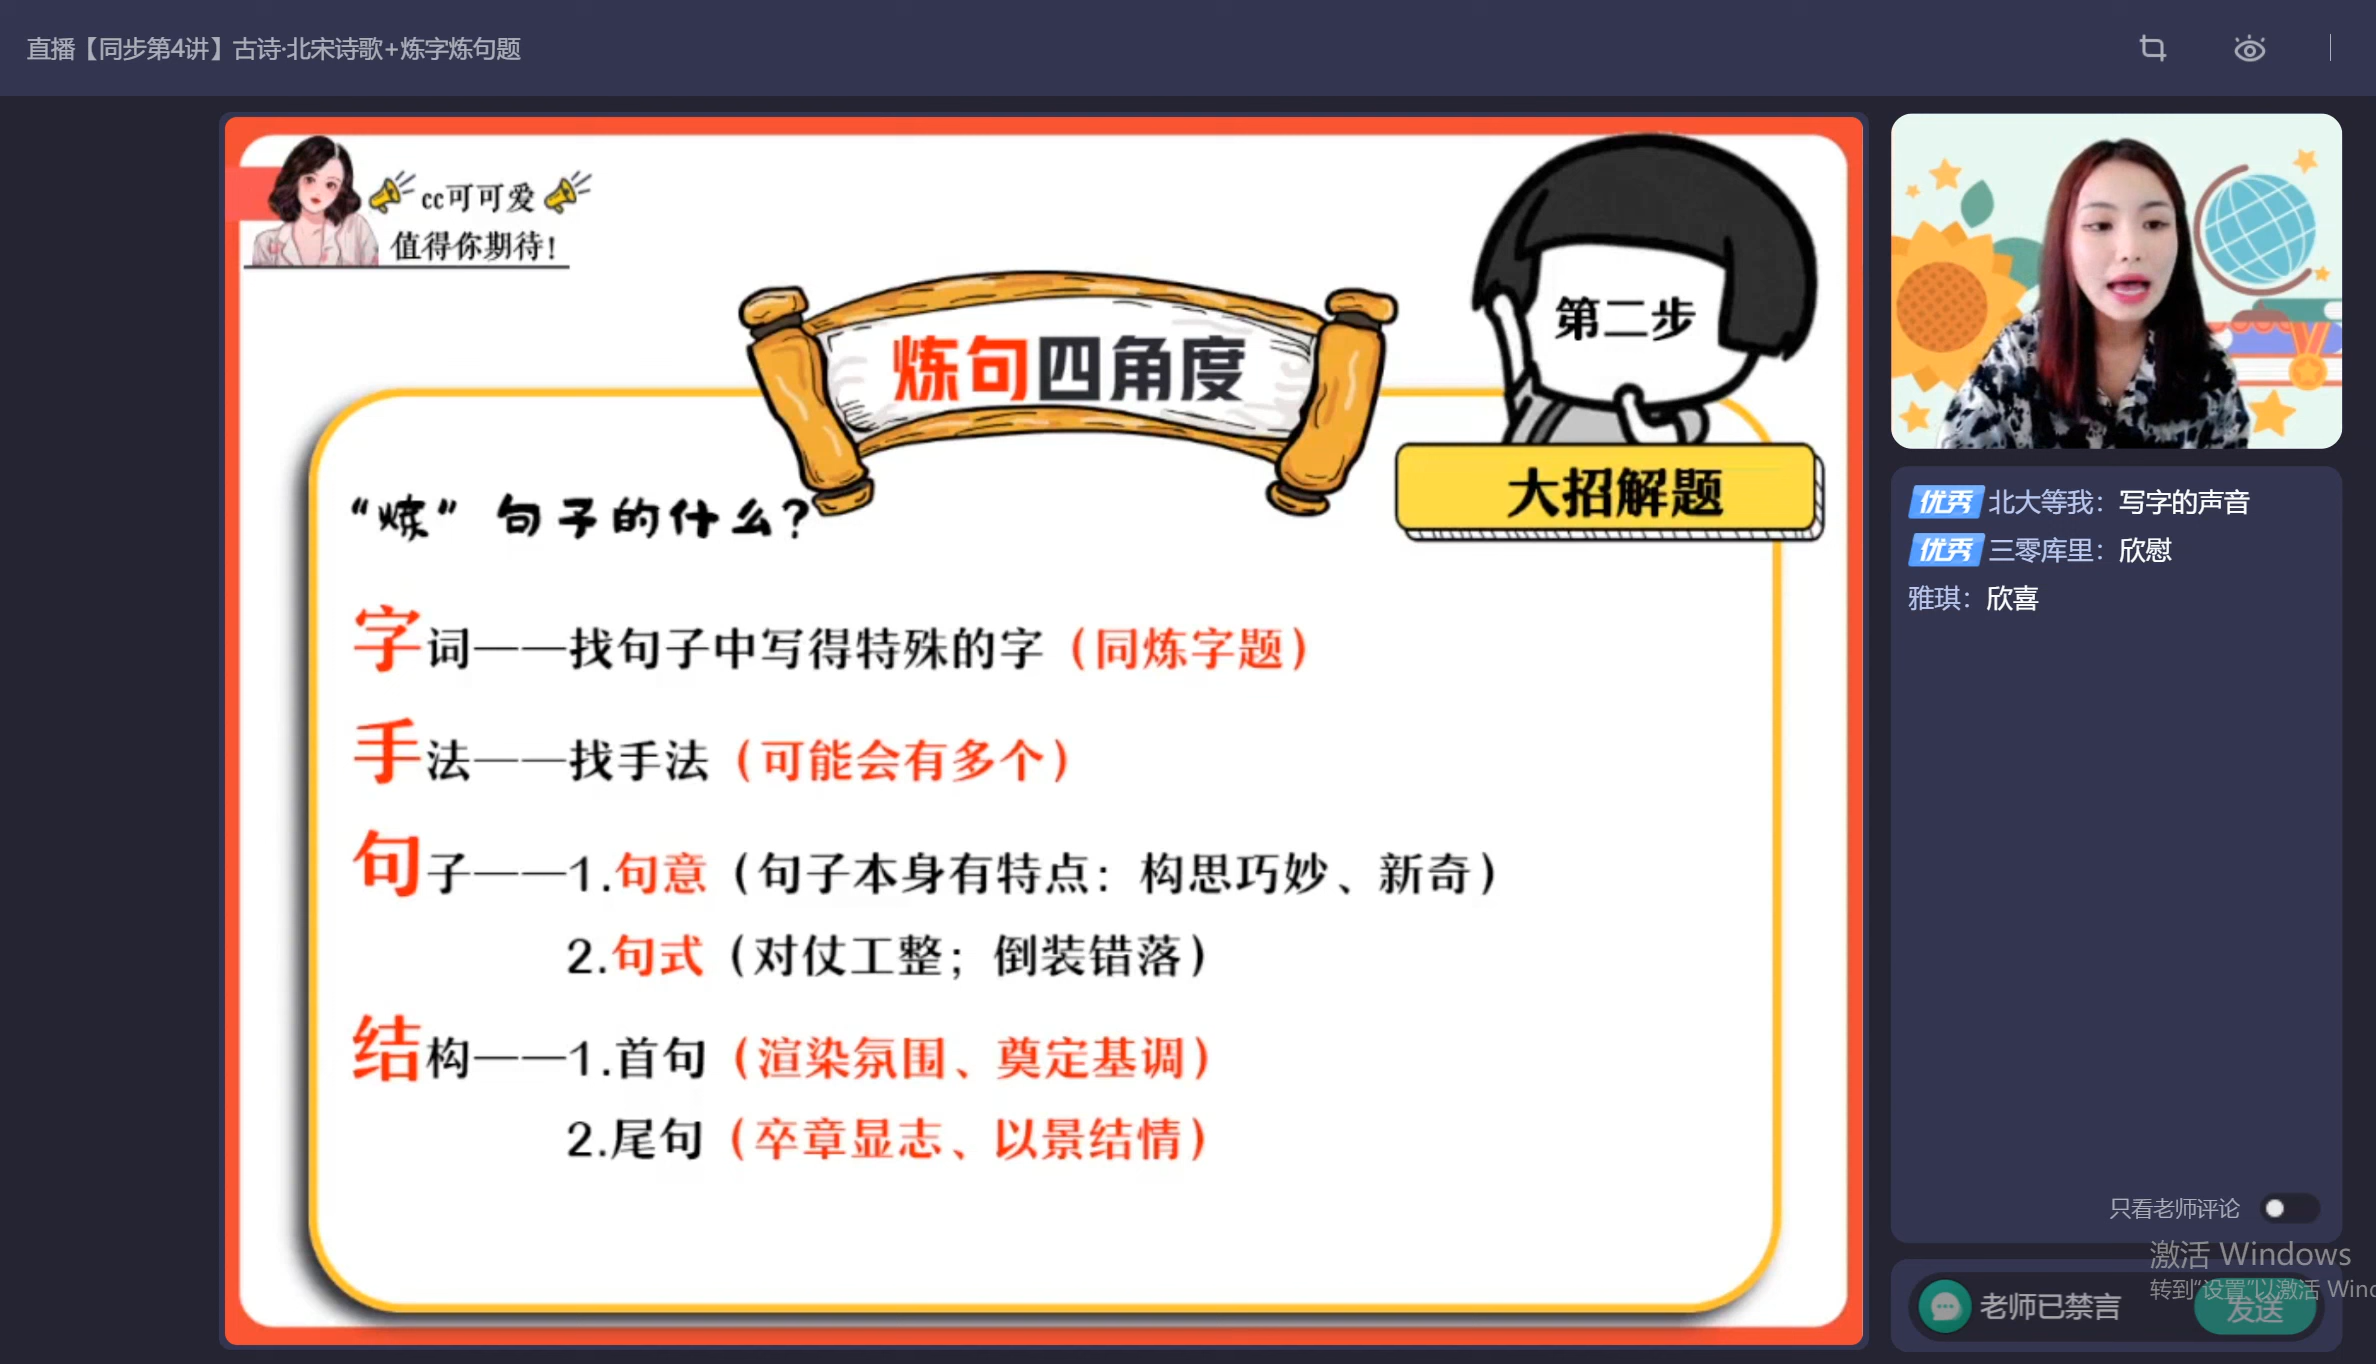 直播【同步第4讲】古诗·北宋诗歌+炼字炼句题
cc可可爱
值得你期待!
第二步
炼句四角度
大招解题
“炼”句子的什么?
字词——找句子中写得特殊的字（同炼字题）
手法——找手法（可能会有多个）
句子——1.句意（句子本身有特点：构思巧妙、新奇）
2.句式（对仗工整；倒装错落）
结构——1.首句（渲染氛围、奠定基调）
2.尾句（卒章显志、以景结情）
优秀 北大等我：写字的声音
优秀 三零库里：欣慰
雅琪：欣喜
只看老师评论
激活 Windows
转到“设置”以激活 Wind
老师已禁言
发送